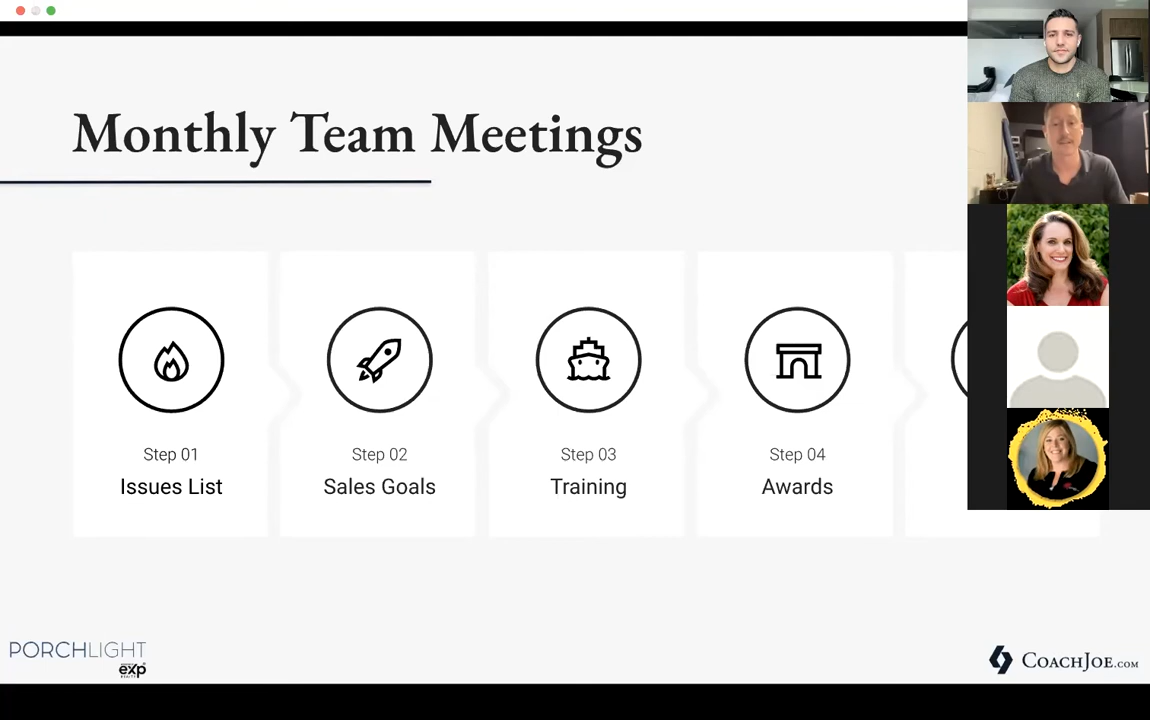 Monthly Team Meetings
Step 01
Issues List
Step 02
Sales Goals
Step 03
Training
Step 04
Awards
PORCHLIGHT
exp
REALTY
COACHJOE.COM